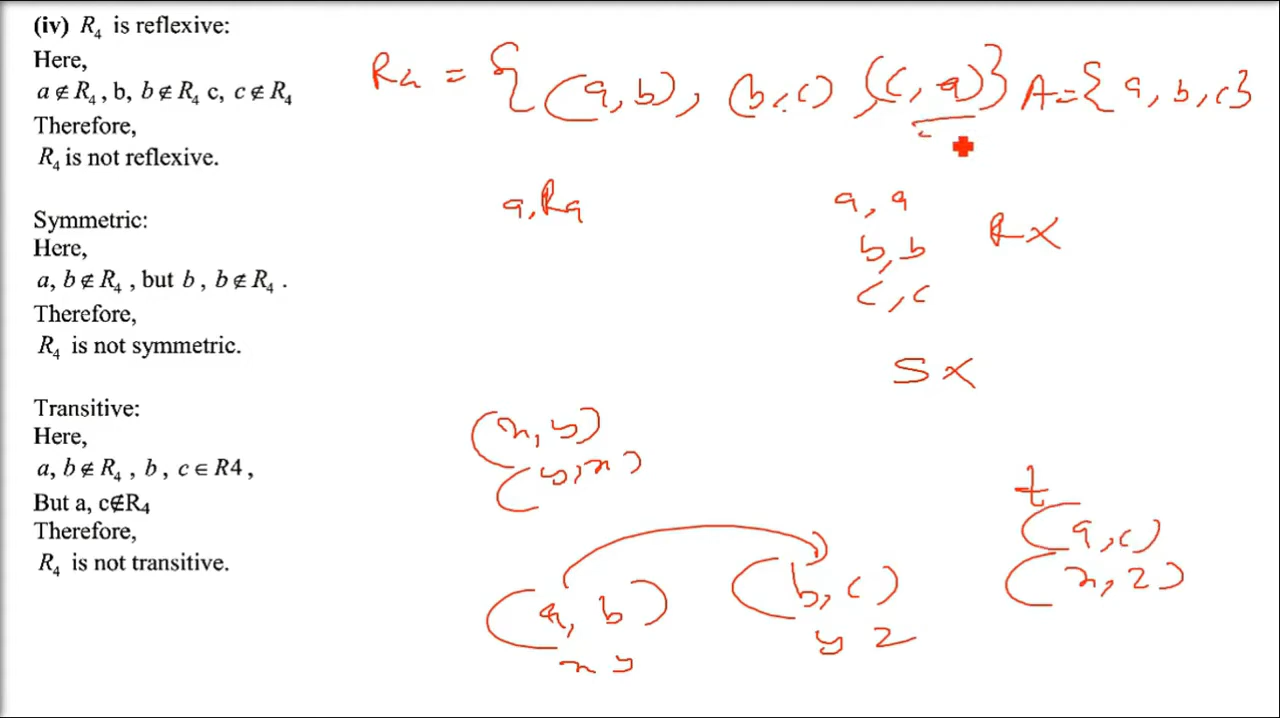 (iv) R₄ is reflexive:
Here,
a∉R₄, b, b∉R₄ c, c∉R₄
Therefore,
R₄ is not reflexive.
Symmetric:
Here,
a, b∉R₄, but b, b∉R₄.
Therefore,
R₄ is not symmetric.
Transitive:
Here,
a, b∉R₄, b, c∈R4,
But a, c∉R₄
Therefore,
R₄ is not transitive.
R₄ = {(a, b), (b, c), (c, a)} A = {a, b, c}
a, Ra
a, a
b, b
c, c
R×
S×
(x, y)
(y, x)
t
(a, c)
(x, z)
(a, b) (b, c)
x y y z